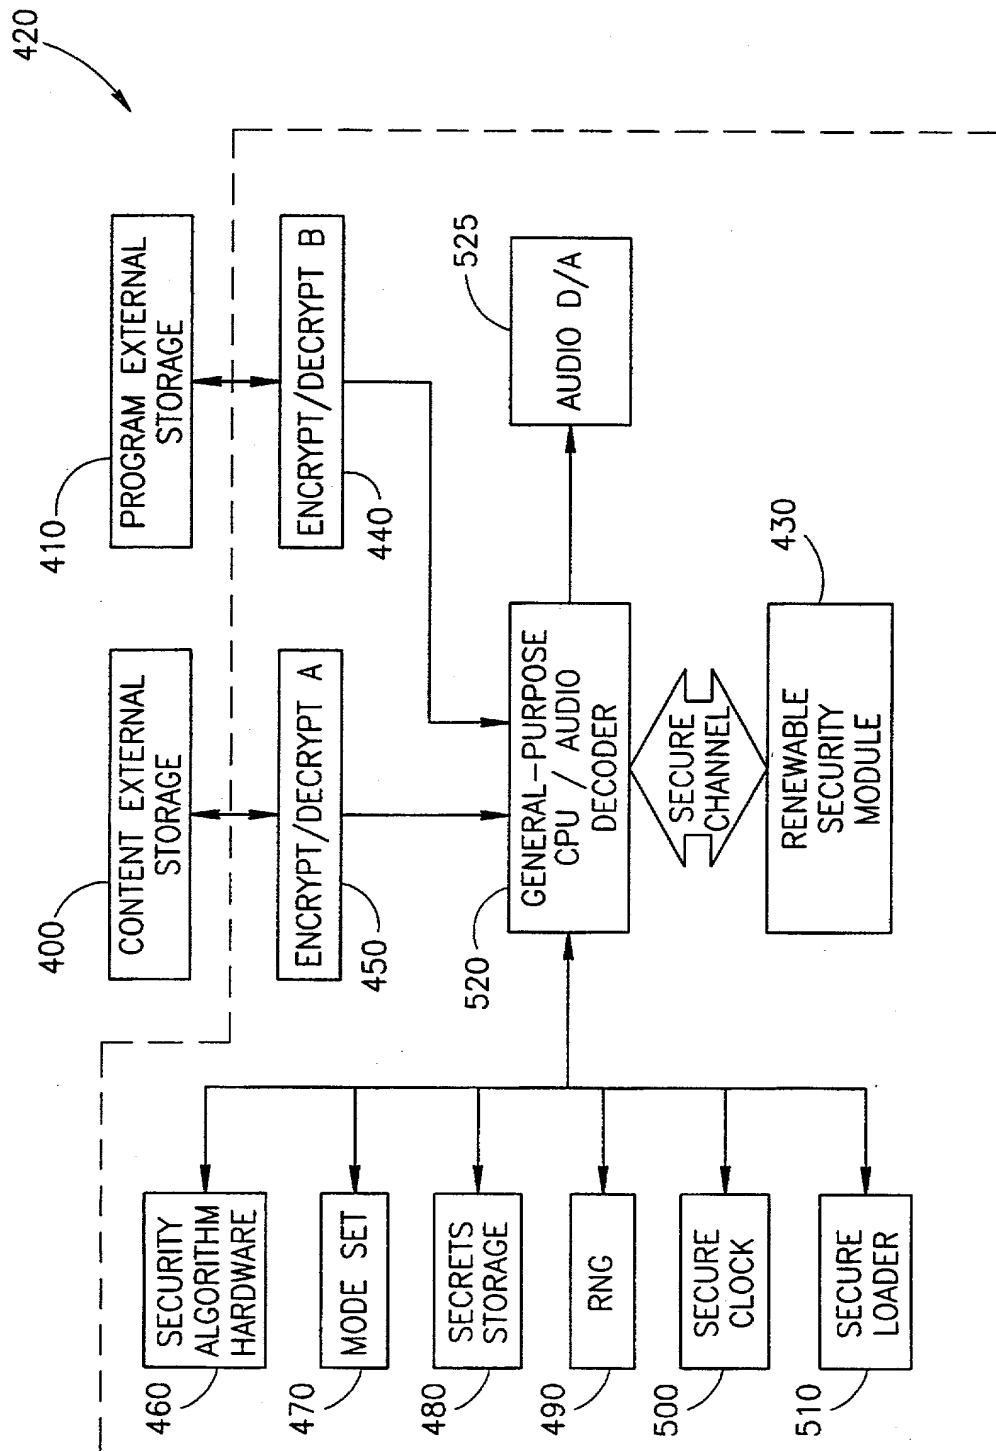 420
400
CONTENT EXTERNAL
STORAGE
410
PROGRAM EXTERNAL
STORAGE
ENCRYPT/DECRYPT A
450
ENCRYPT/DECRYPT B
440
460
SECURITY
ALGORITHM
HARDWARE
470
MODE SET
480
SECRETS
STORAGE
490
RNG
500
SECURE
CLOCK
510
SECURE
LOADER
520
GENERAL-PURPOSE
CPU / AUDIO
DECODER
525
AUDIO D/A
SECURE
CHANNEL
430
RENEWABLE
SECURITY
MODULE